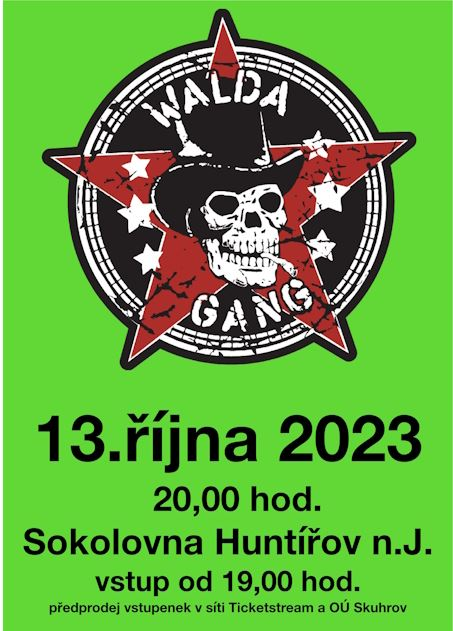 WALDA
GANG
13.října 2023
20,00 hod.
Sokolovna Huntířov n.J.
vstup od 19,00 hod.
předprodej vstupenek v síti Ticketstream a OÚ Skuhrov